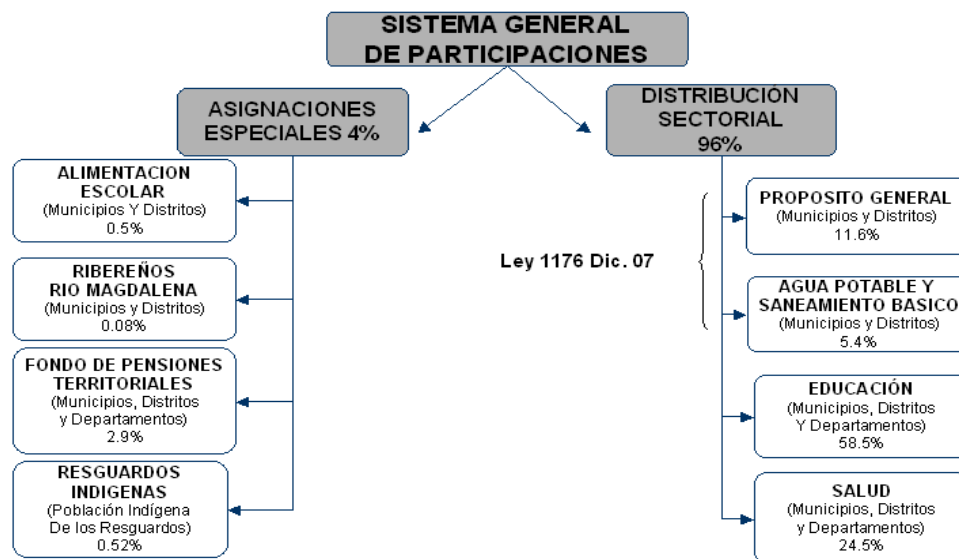 SISTEMA GENERAL
DE PARTICIPACIONES
ASIGNACIONES
ESPECIALES 4%
ALIMENTACION
ESCOLAR
(Municipios Y Distritos)
0.5%
RIBEREÑOS
RIO MAGDALENA
(Municipios y Distritos)
0.08%
FONDO DE PENSIONES
TERRITORIALES
(Municipios, Distritos
y Departamentos)
2.9%
RESGUARDOS
INDIGENAS
(Población Indígena
De los Resguardos)
0.52%
DISTRIBUCIÓN
SECTORIAL
96%
Ley 1176 Dic. 07
PROPOSITO GENERAL
(Municipios y Distritos)
11.6%
AGUA POTABLE Y
SANEAMIENTO BASICO
(Municipios y Distritos)
5.4%
EDUCACIÓN
(Municipios, Distritos
Y Departamentos)
58.5%
SALUD
(Municipios, Distritos
y Departamentos)
24.5%